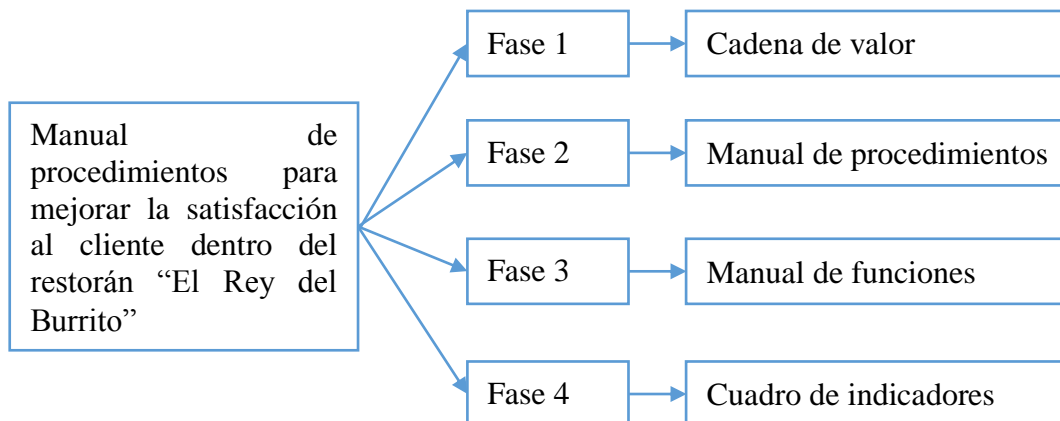 Manual de
procedimientos para
mejorar la satisfacción
al cliente dentro del
restorán “El Rey del
Burrito”
Fase 1
Cadena de valor
Fase 2
Manual de procedimientos
Fase 3
Manual de funciones
Fase 4
Cuadro de indicadores